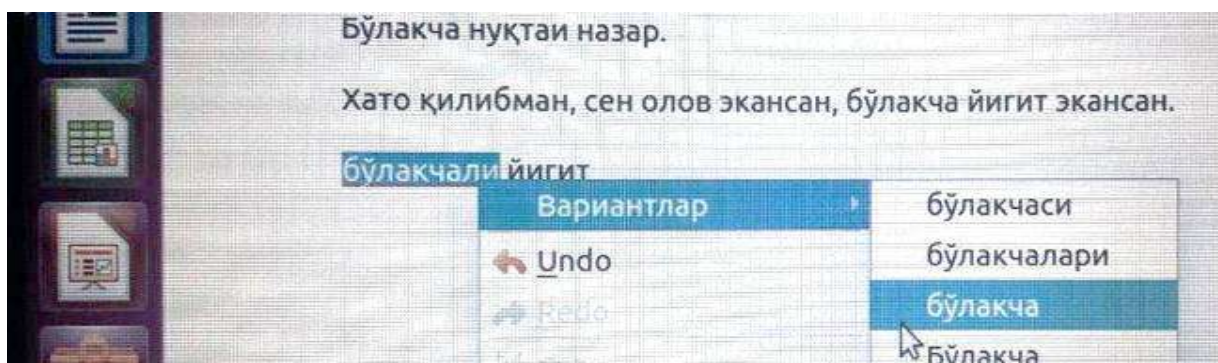 Бўлакча нуқтаи назар.
Хато қилибман, сен олов экансан, бўлакча йигит экансан.
бўлакчали йигит
Вариантлар
Undo
Redo
бўлакчаси
бўлакчалари
бўлакча
Бўлакча